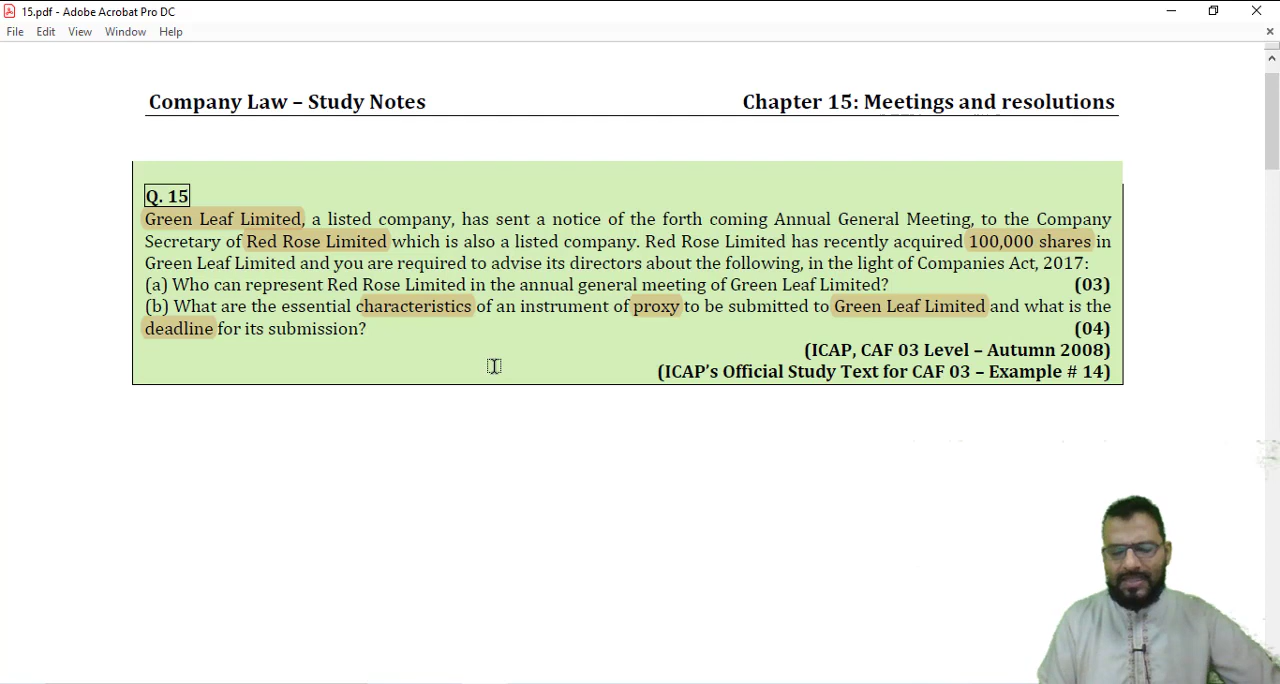 15.pdf - Adobe Acrobat Pro DC
File Edit View Window Help
Company Law – Study Notes Chapter 15: Meetings and resolutions
Q. 15
Green Leaf Limited, a listed company, has sent a notice of the forth coming Annual General Meeting, to the Company
Secretary of Red Rose Limited which is also a listed company. Red Rose Limited has recently acquired 100,000 shares in
Green Leaf Limited and you are required to advise its directors about the following, in the light of Companies Act, 2017:
(a) Who can represent Red Rose Limited in the annual general meeting of Green Leaf Limited? (03)
(b) What are the essential characteristics of an instrument of proxy to be submitted to Green Leaf Limited and what is the
deadline for its submission? (04)
(ICAP, CAF 03 Level – Autumn 2008)
(ICAP's Official Study Text for CAF 03 – Example # 14)